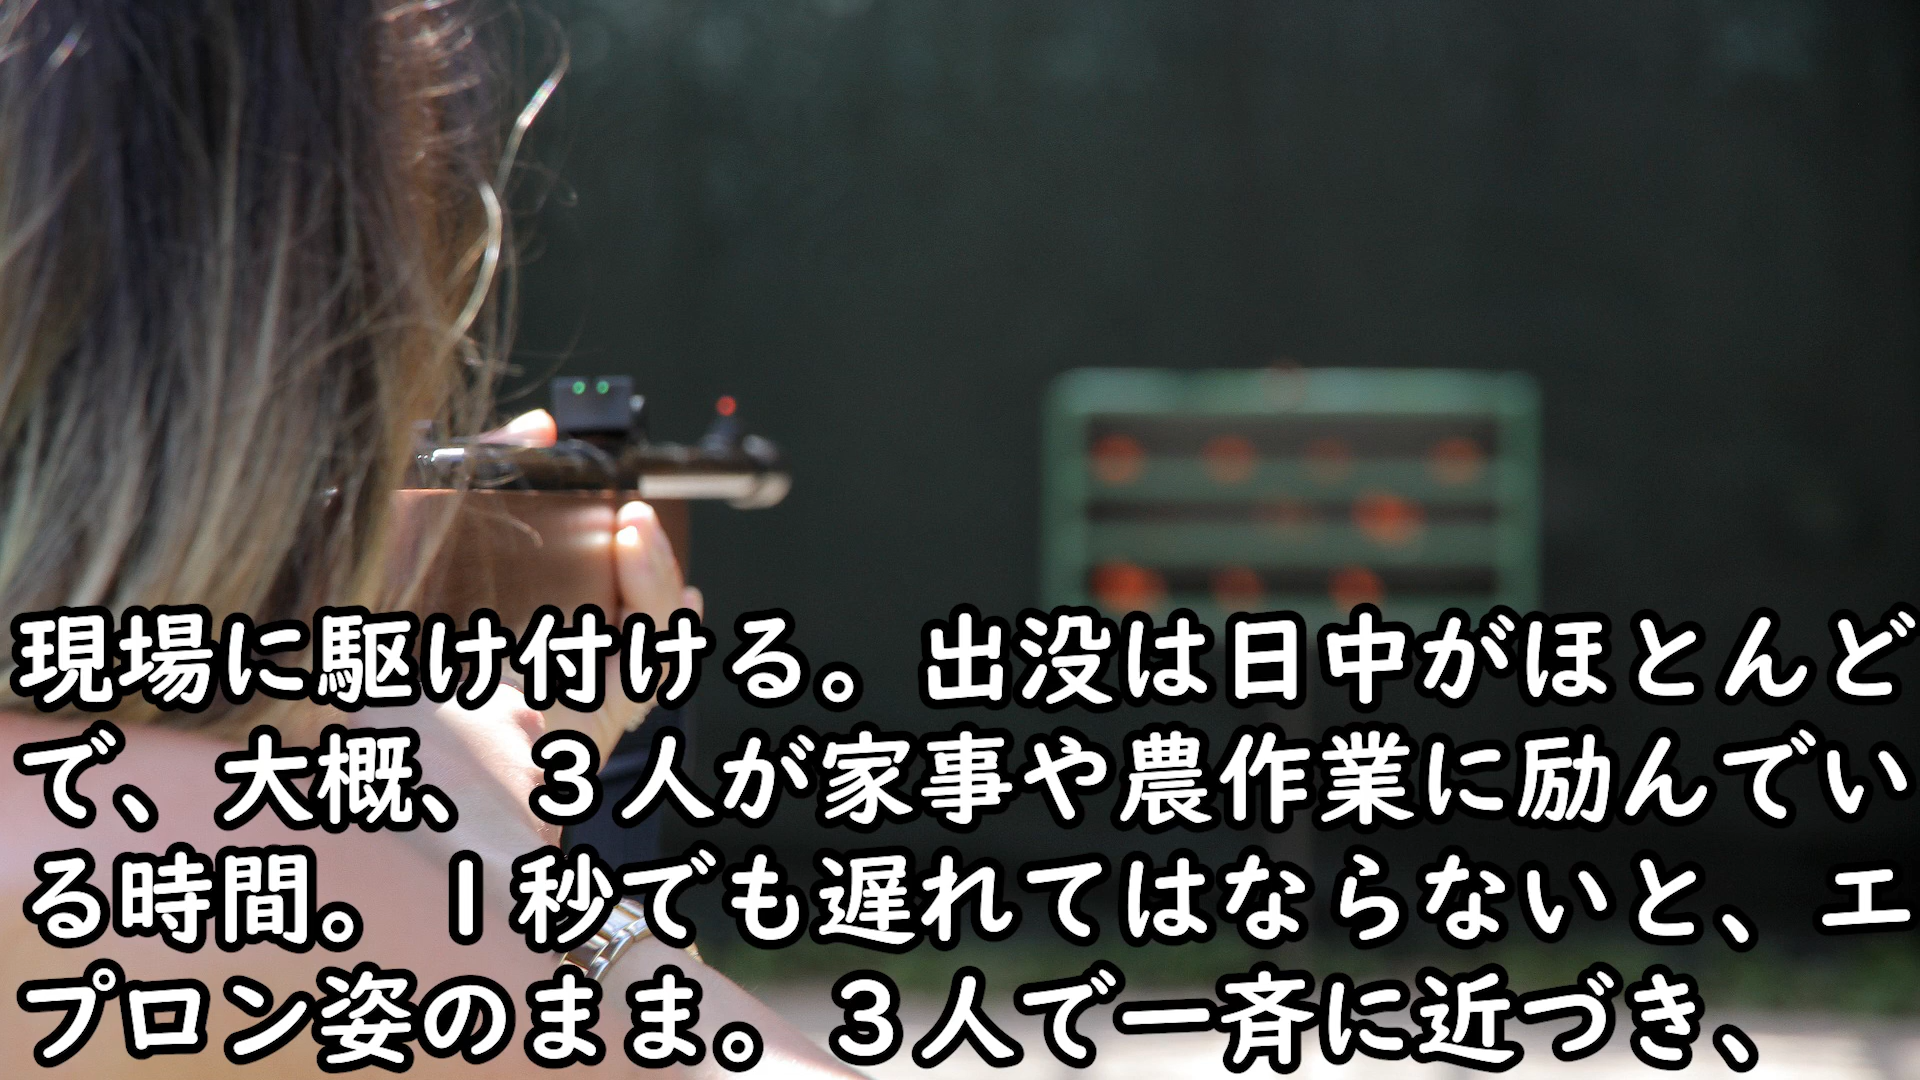 現場に駆け付ける。出没は日中がほとんど
で、大概、３人が家事や農作業に励んでい
る時間。１秒でも遅れてはならないと、エ
プロン姿のまま。３人で一斉に近づき、